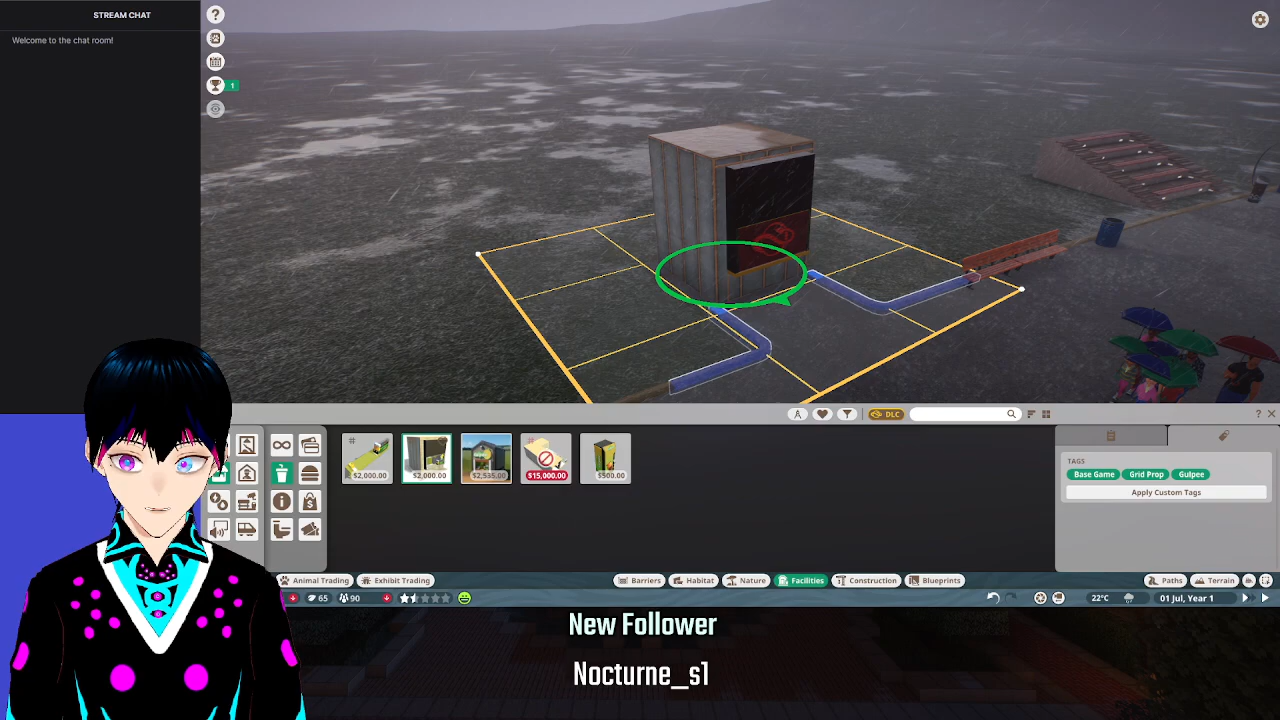 STREAM CHAT
Welcome to the chat room!
?
1
DLC
?
$2,000.00
$2,000.00
$2,535.00
$15,000.00
$500.00
TAGS
Base Game
Grid Prop
Gulpee
Apply Custom Tags
Animal Trading
Exhibit Trading
Barriers
Habitat
Nature
Facilities
Construction
Blueprints
Paths
Terrain
65
90
22°C
01 Jul, Year 1
New Follower
Nocturne_s1